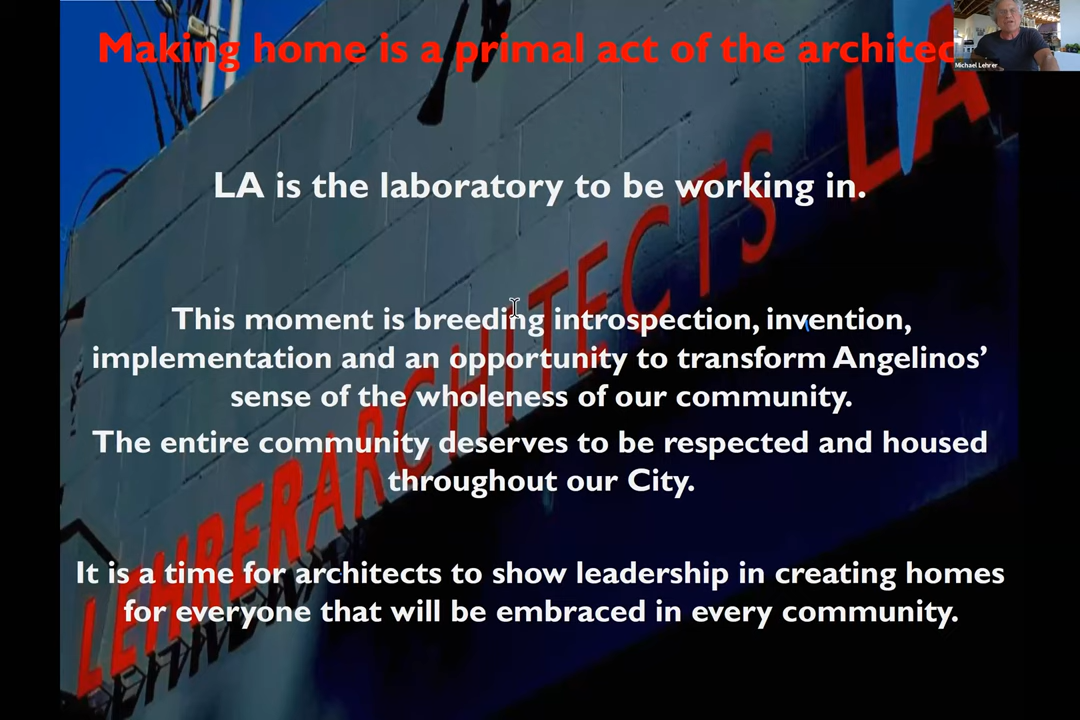 Making home is a primal act of the architec
Michael Lehrer
LA is the laboratory to be working in.
This moment is breeding introspection, invention,
implementation and an opportunity to transform Angelinos’
sense of the wholeness of our community.
The entire community deserves to be respected and housed
throughout our City.
It is a time for architects to show leadership in creating homes
for everyone that will be embraced in every community.
LEHRERARCHITECTS LA